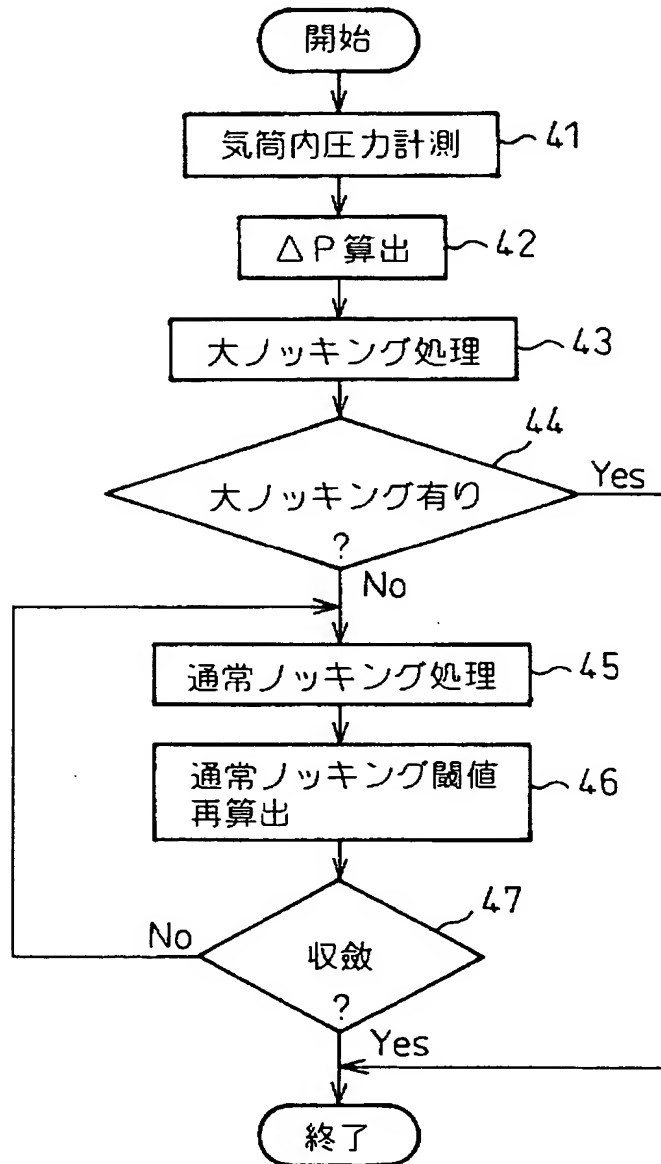 開始
気筒内圧力計測
41
△P算出
42
大ノッキング処理
43
44
大ノッキング有り
?
Yes
No
通常ノッキング処理
45
通常ノッキング閾値
再算出
46
47
No
収斂
?
Yes
終了